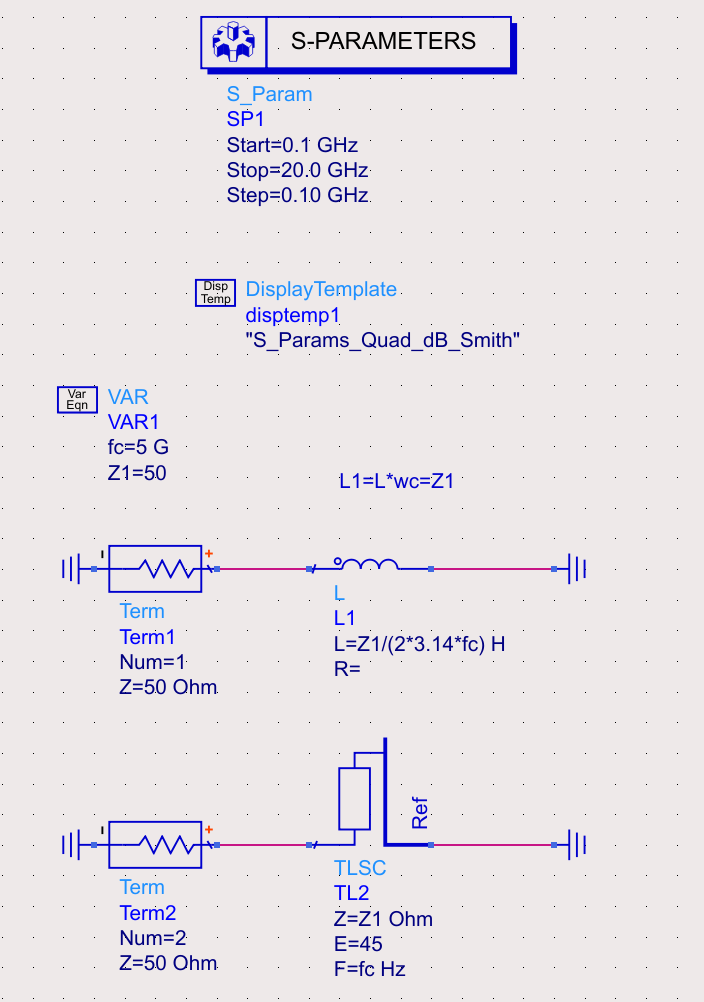 S-PARAMETERS
S_Param
SP1
Start=0.1 GHz
Stop=20.0 GHz
Step=0.10 GHz
Disp
Temp
DisplayTemplate
disptemp1
"S_Params_Quad_dB_Smith"
Var
Eqn
VAR
VAR1
fc=5 G
Z1=50
L1=L*wc=Z1
Term
Term1
Num=1
Z=50 Ohm
L
L1
L=Z1/(2*3.14*fc) H
R=
Ref
Term
Term2
Num=2
Z=50 Ohm
TLSC
TL2
Z=Z1 Ohm
E=45
F=fc Hz